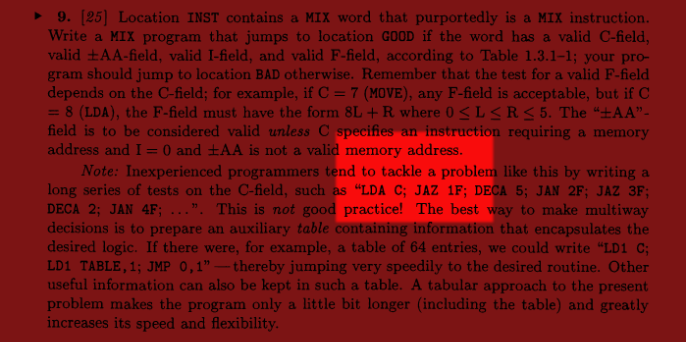 ▸ 9. [25] Location INST contains a MIX word that purportedly is a MIX instruction.
Write a MIX program that jumps to location GOOD if the word has a valid C-field,
valid ±AA-field, valid I-field, and valid F-field, according to Table 1.3.1–1; your pro-
gram should jump to location BAD otherwise. Remember that the test for a valid F-field
depends on the C-field; for example, if C = 7 (MOVE), any F-field is acceptable, but if C
= 8 (LDA), the F-field must have the form 8L + R where 0 ≤ L ≤ R ≤ 5. The “±AA”-
field is to be considered valid unless C specifies an instruction requiring a memory
address and I = 0 and ±AA is not a valid memory address.
Note: Inexperienced programmers tend to tackle a problem like this by writing a
long series of tests on the C-field, such as “LDA C; JAZ 1F; DECA 5; JAN 2F; JAZ 3F;
DECA 2; JAN 4F; ...”. This is not good practice! The best way to make multiway
decisions is to prepare an auxiliary table containing information that encapsulates the
desired logic. If there were, for example, a table of 64 entries, we could write “LD1 C;
LD1 TABLE,1; JMP 0,1” — thereby jumping very speedily to the desired routine. Other
useful information can also be kept in such a table. A tabular approach to the present
problem makes the program only a little bit longer (including the table) and greatly
increases its speed and flexibility.